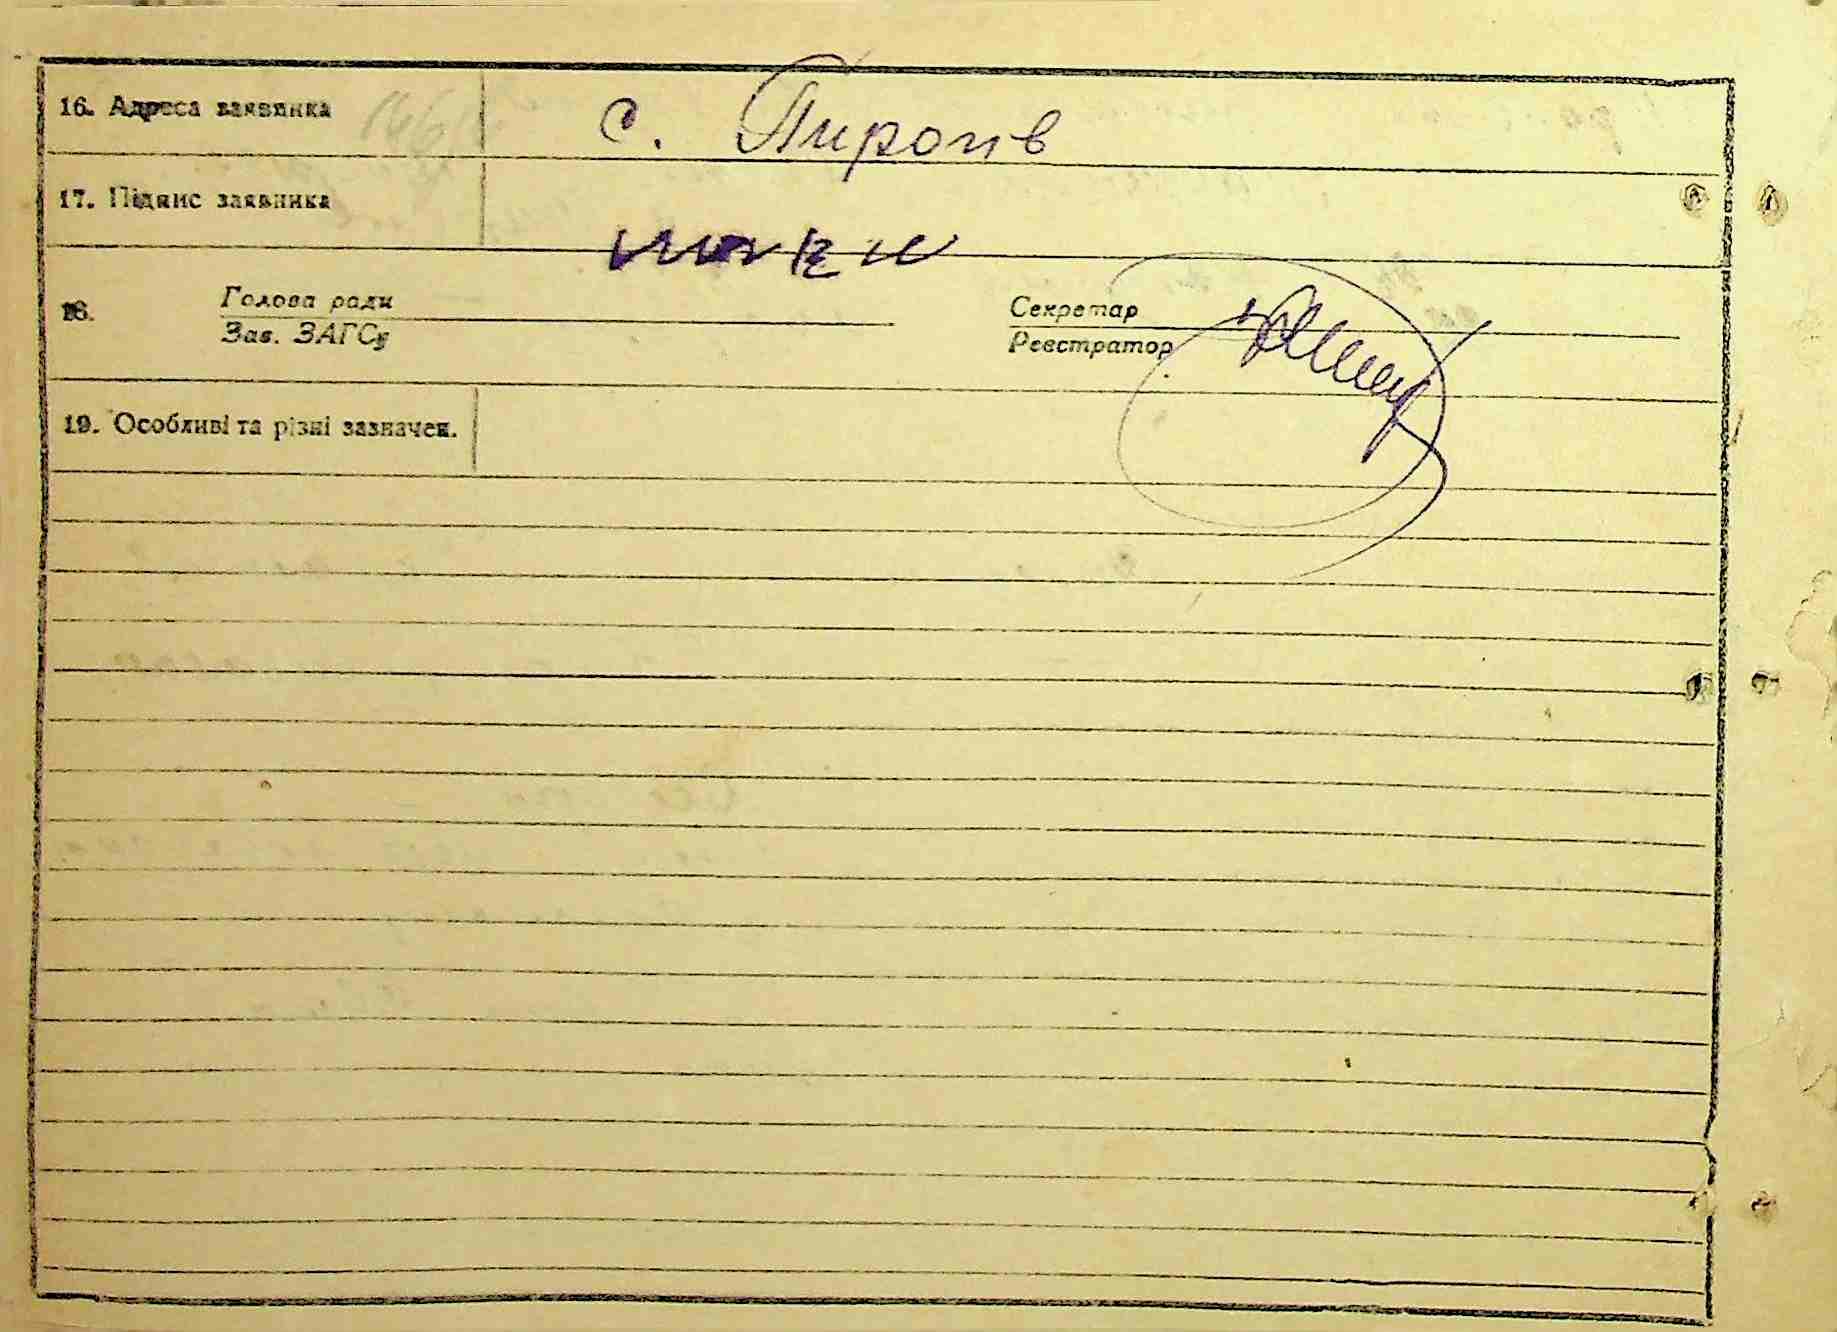 16. Адреса заявника с. Пирогів
17. Підпис заявника
18. Голова ради
Зав. ЗАГСу
Секретар
Реєстратор
19. Особливі та різні зазначен.